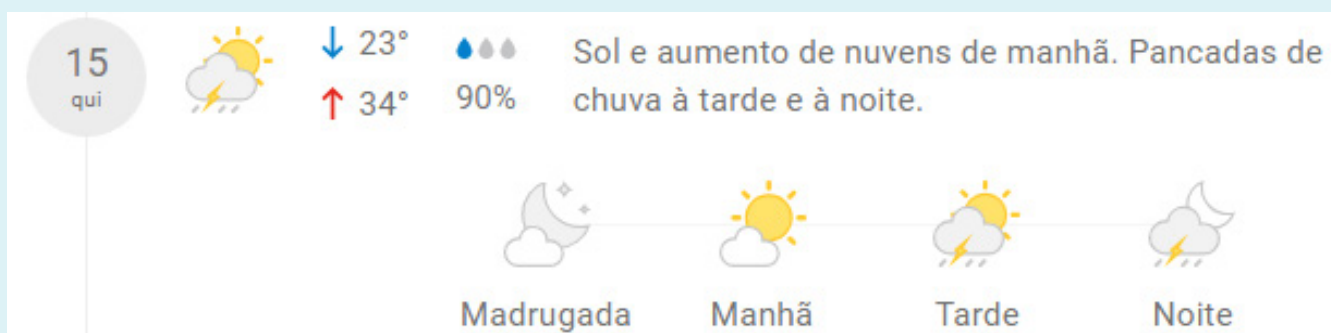 15
qui
↓ 23°
↑ 34°
90%
Sol e aumento de nuvens de manhã. Pancadas de
chuva à tarde e à noite.
Madrugada Manhã Tarde Noite